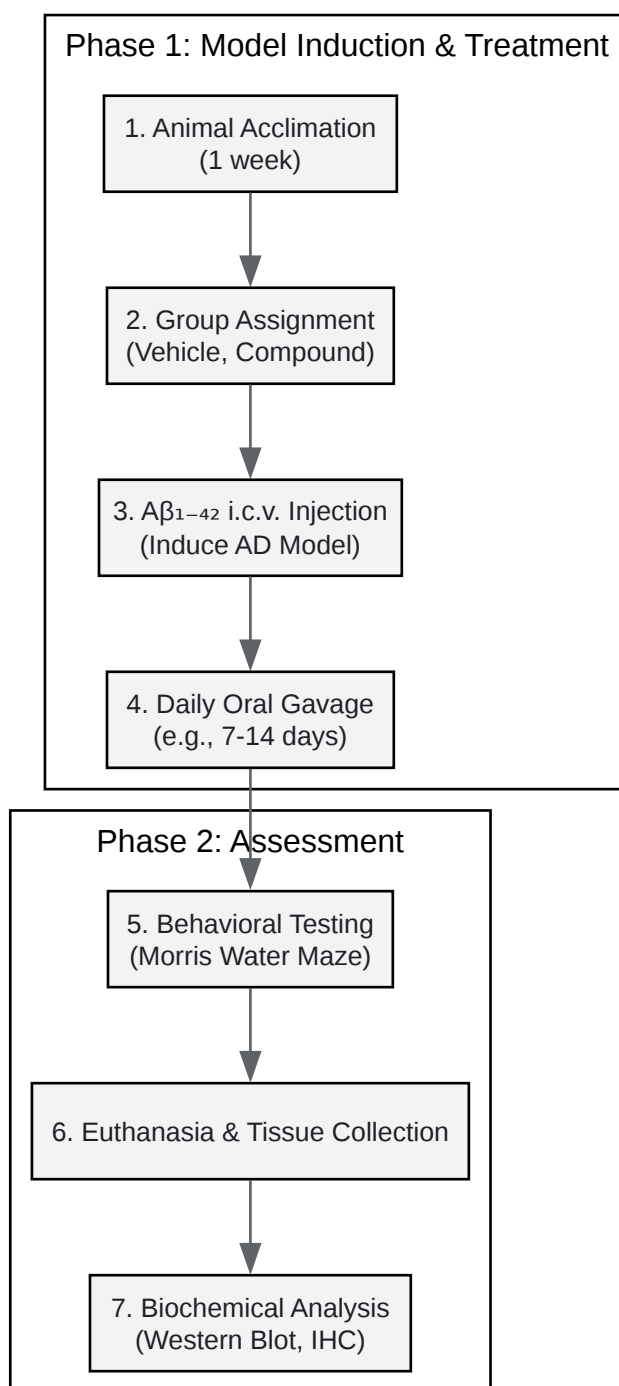 Phase 1: Model Induction & Treatment
1. Animal Acclimation
(1 week)
2. Group Assignment
(Vehicle, Compound)
3. Aβ₁₋₄₂ i.c.v. Injection
(Induce AD Model)
4. Daily Oral Gavage
(e.g., 7-14 days)
Phase 2: Assessment
5. Behavioral Testing
(Morris Water Maze)
6. Euthanasia & Tissue Collection
7. Biochemical Analysis
(Western Blot, IHC)